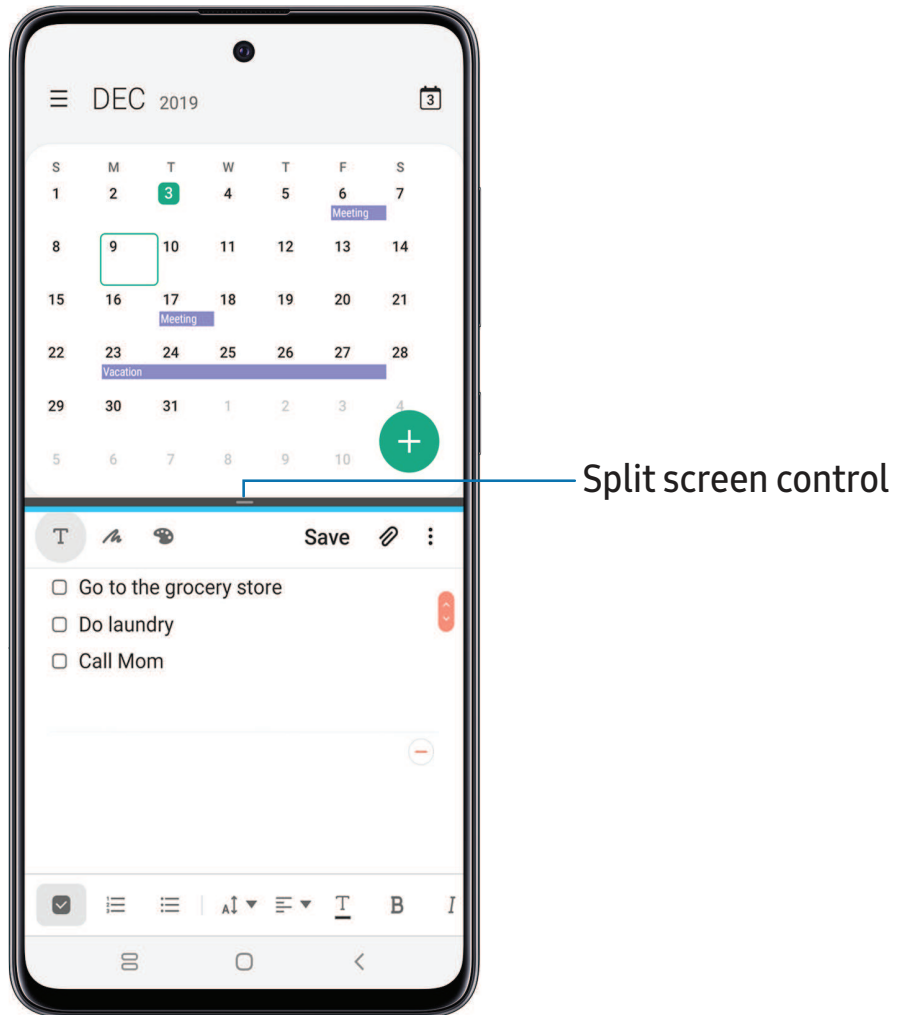 DEC 2019 3
S M T W T F S
1 2 3 4 5 6 7
Meeting
8 9 10 11 12 13 14
15 16 17 18 19 20 21
Meeting
22 23 24 25 26 27 28
Vacation
29 30 31 1 2 3 4
5 6 7 8 9 10
Split screen control
T Save
Go to the grocery store
Do laundry
Call Mom
A T B I